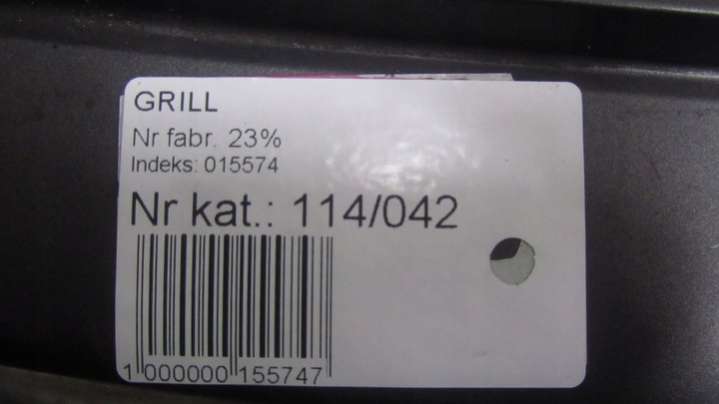 GRILL
Nr fabr. 23%
Indeks: 015574
Nr kat.: 114/042
1 000000 155747